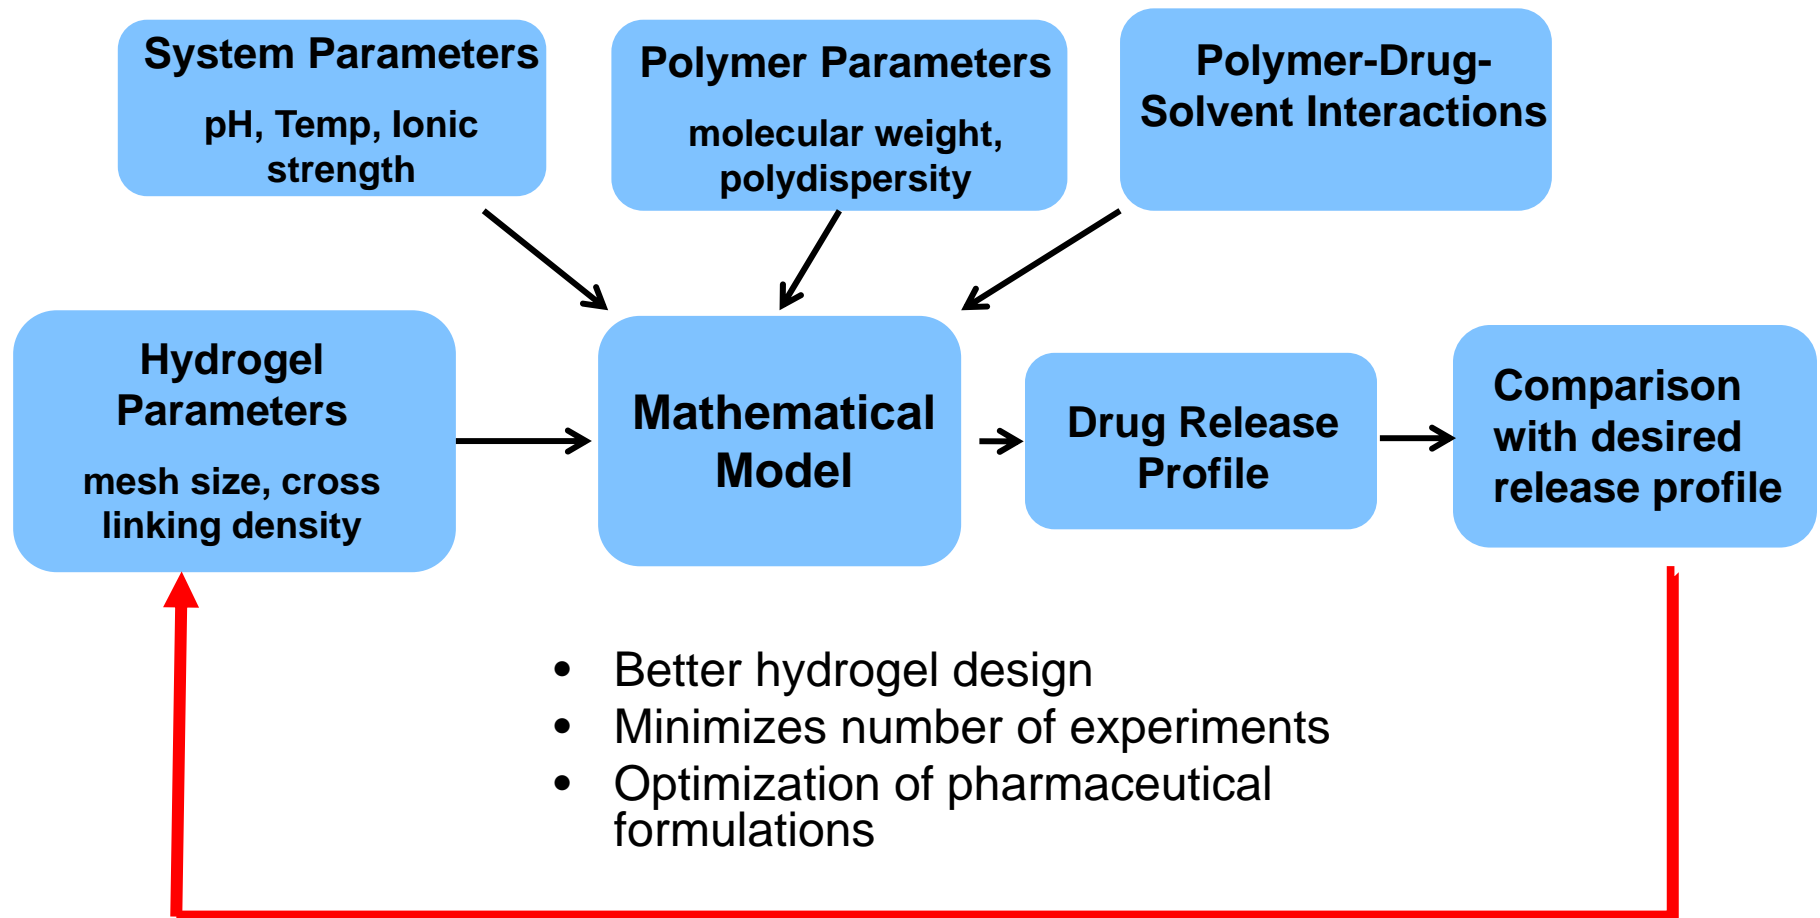 System Parameters
pH, Temp, Ionic
strength
Polymer Parameters
molecular weight,
polydispersity
Polymer-Drug-
Solvent Interactions
Hydrogel
Parameters
mesh size, cross
linking density
Mathematical
Model
Drug Release
Profile
Comparison
with desired
release profile
• Better hydrogel design
• Minimizes number of experiments
• Optimization of pharmaceutical
formulations